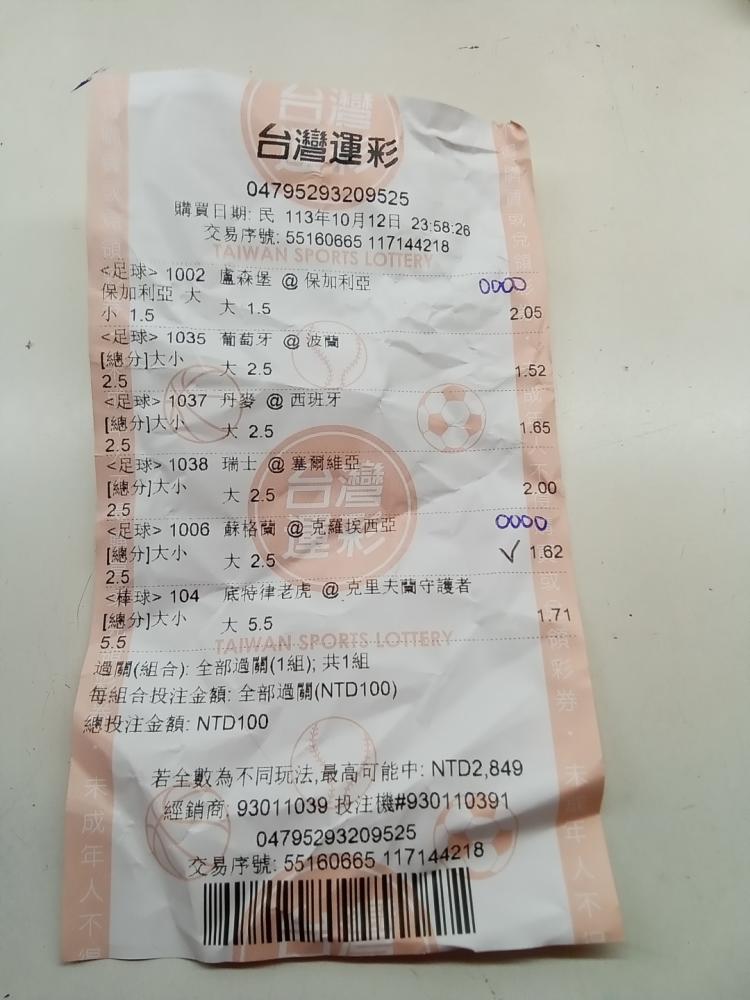 台灣運彩
04795293209525
購買日期: 民 113年10月12日 23:58:26
交易序號: 55160665 117144218
TAIWAN SPORTS LOTTERY
<足球> 1002 盧森堡 @ 保加利亞
保加利亞 大小 1.5 大 1.5 2.05
<足球> 1035 葡萄牙 @ 波蘭
[總分]大小 2.5 大 2.5 1.52
<足球> 1037 丹麥 @ 西班牙
[總分]大小 2.5 大 2.5 1.65
<足球> 1038 瑞士 @ 塞爾維亞
[總分]大小 2.5 大 2.5 2.00
<足球> 1006 蘇格蘭 @ 克羅埃西亞
[總分]大小 2.5 大 2.5 ✓ 1.62
<棒球> 104 底特律老虎 @ 克里夫蘭守護者
[總分]大小 5.5 大 5.5 1.71
TAIWAN SPORTS LOTTERY
過關(組合): 全部過關(1組); 共1組
每組合投注金額: 全部過關(NTD100)
總投注金額: NTD100
若全數為不同玩法,最高可能中: NTD2,849
經銷商: 93011039 投注機#930110391
04795293209525
交易序號: 55160665 117144218
台灣運彩
未成年人不得